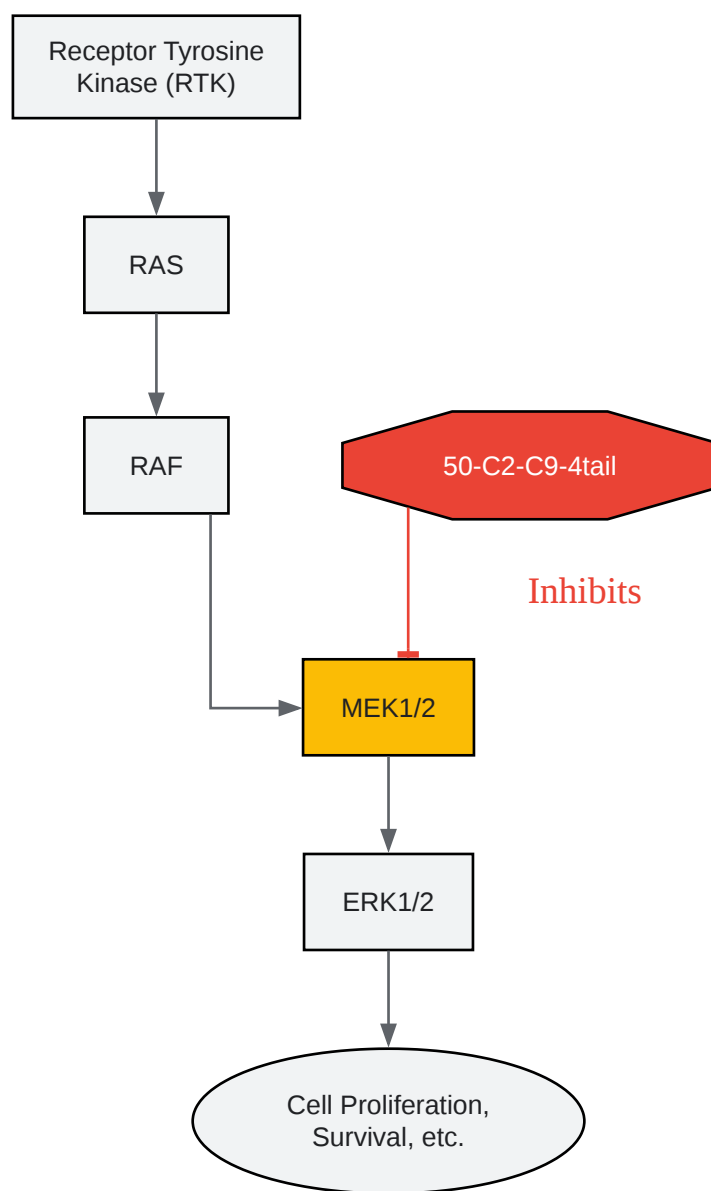 Receptor Tyrosine
Kinase (RTK)
RAS
RAF
50-C2-C9-4tail
Inhibits
MEK1/2
ERK1/2
Cell Proliferation,
Survival, etc.